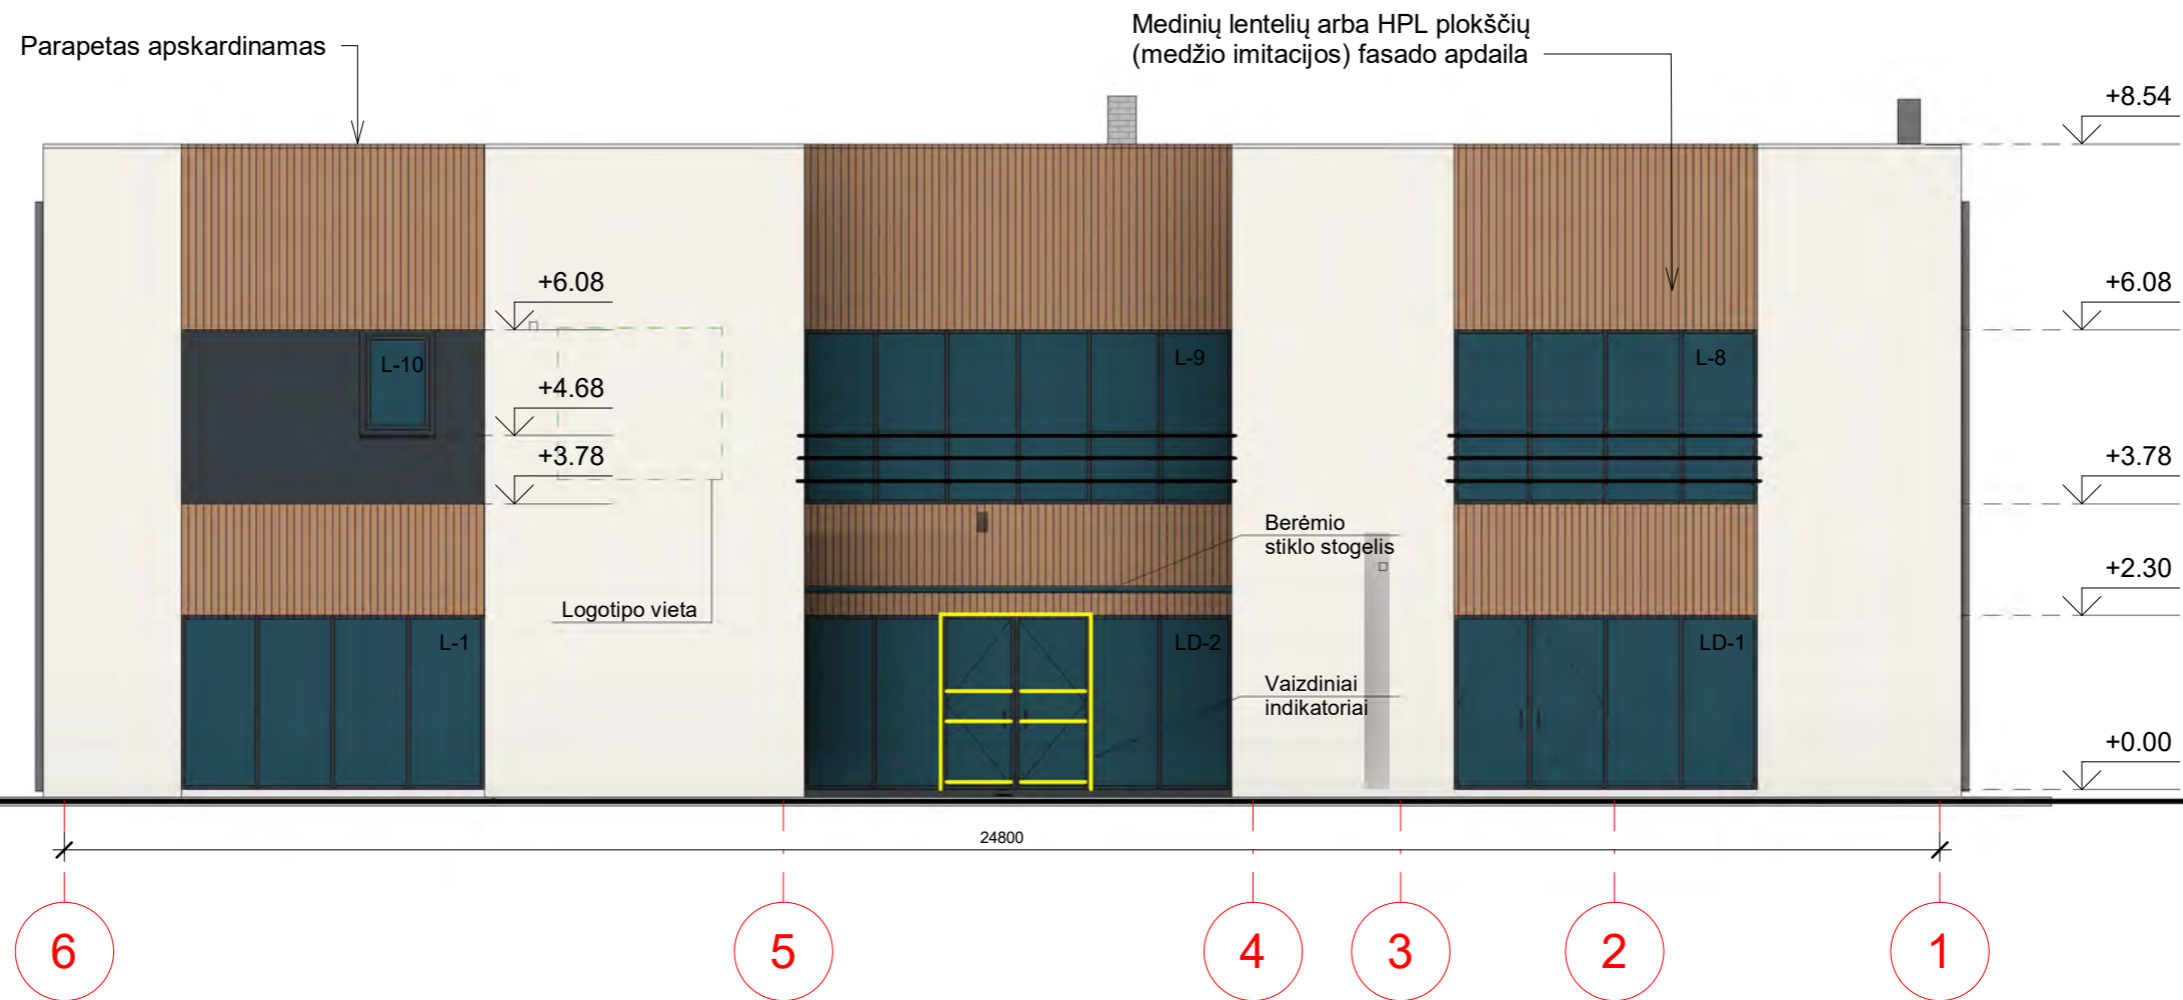 Medinių lentelių arba HPL plokščių
(medžio imitacijos) fasado apdaila
Parapetas apskardinamas
+8.54
+6.08
+6.08
L-10
L-9
L-8
+4.68
+3.78
+3.78
Berėmio
stiklo stogelis
+2.30
Logotipo vieta
L-1
LD-2
LD-1
Vaizdiniai
indikatoriai
+0.00
24800
6
5
4
3
2
1